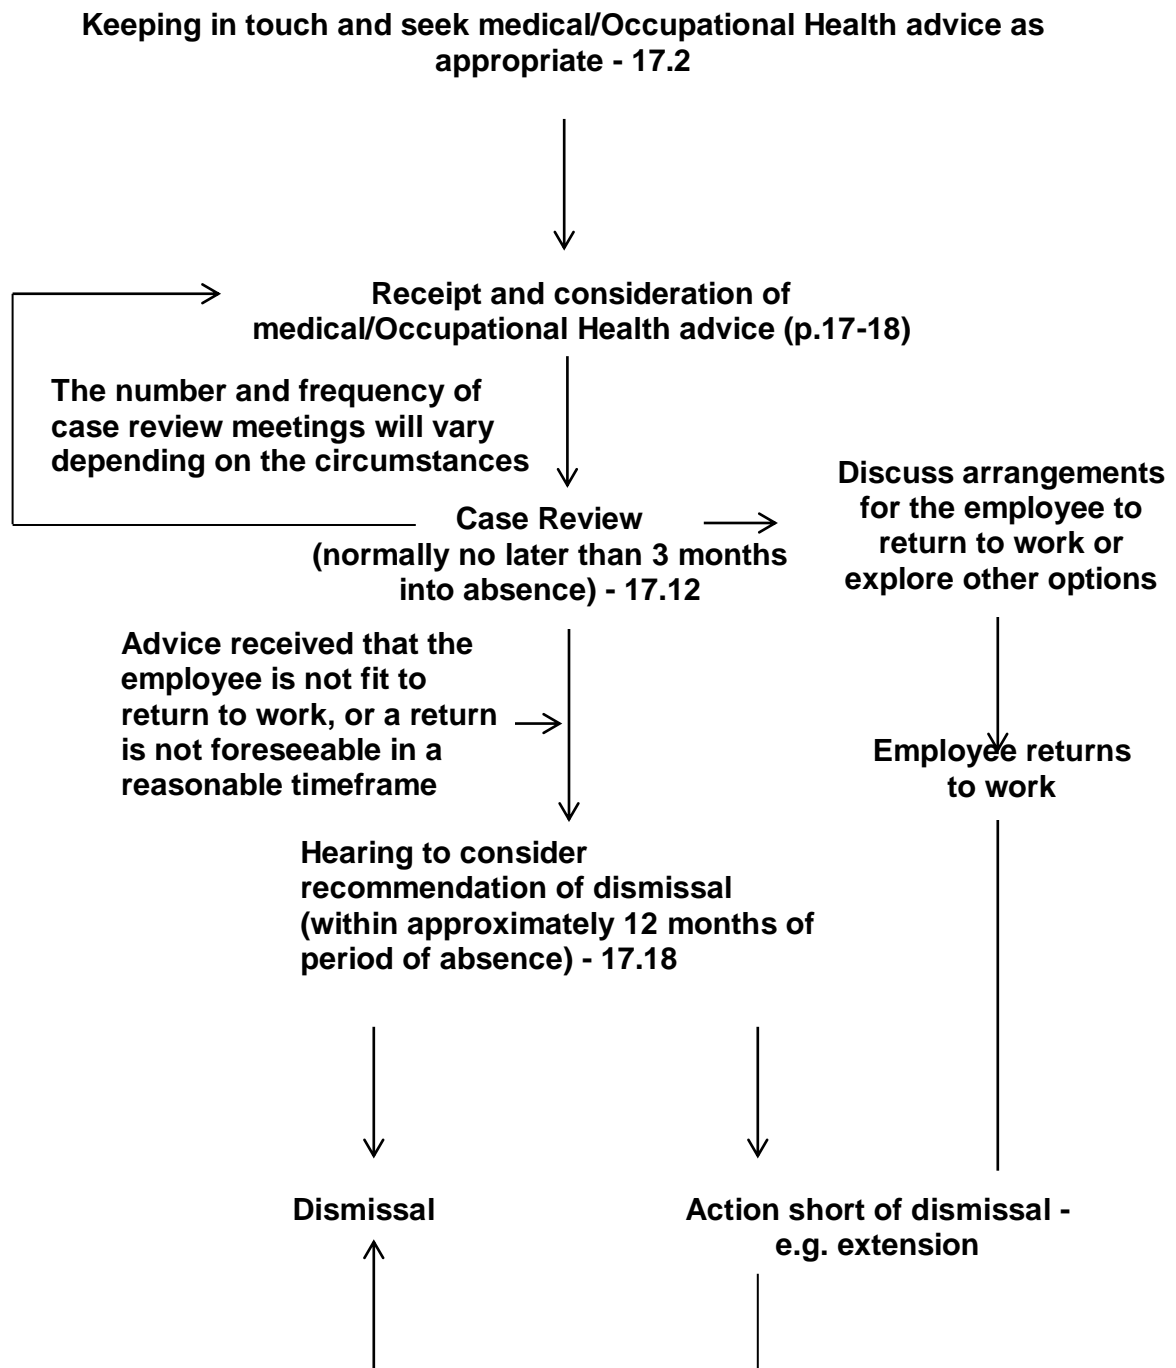 Keeping in touch and seek medical/Occupational Health advice as
appropriate - 17.2
Receipt and consideration of
medical/Occupational Health advice (p.17-18)
The number and frequency of
case review meetings will vary
depending on the circumstances
Case Review
(normally no later than 3 months
into absence) - 17.12
Discuss arrangements
for the employee to
return to work or
explore other options
Advice received that the
employee is not fit to
return to work, or a return
is not foreseeable in a
reasonable timeframe
Employee returns
to work
Hearing to consider
recommendation of dismissal
(within approximately 12 months of
period of absence) - 17.18
Dismissal
Action short of dismissal -
e.g. extension